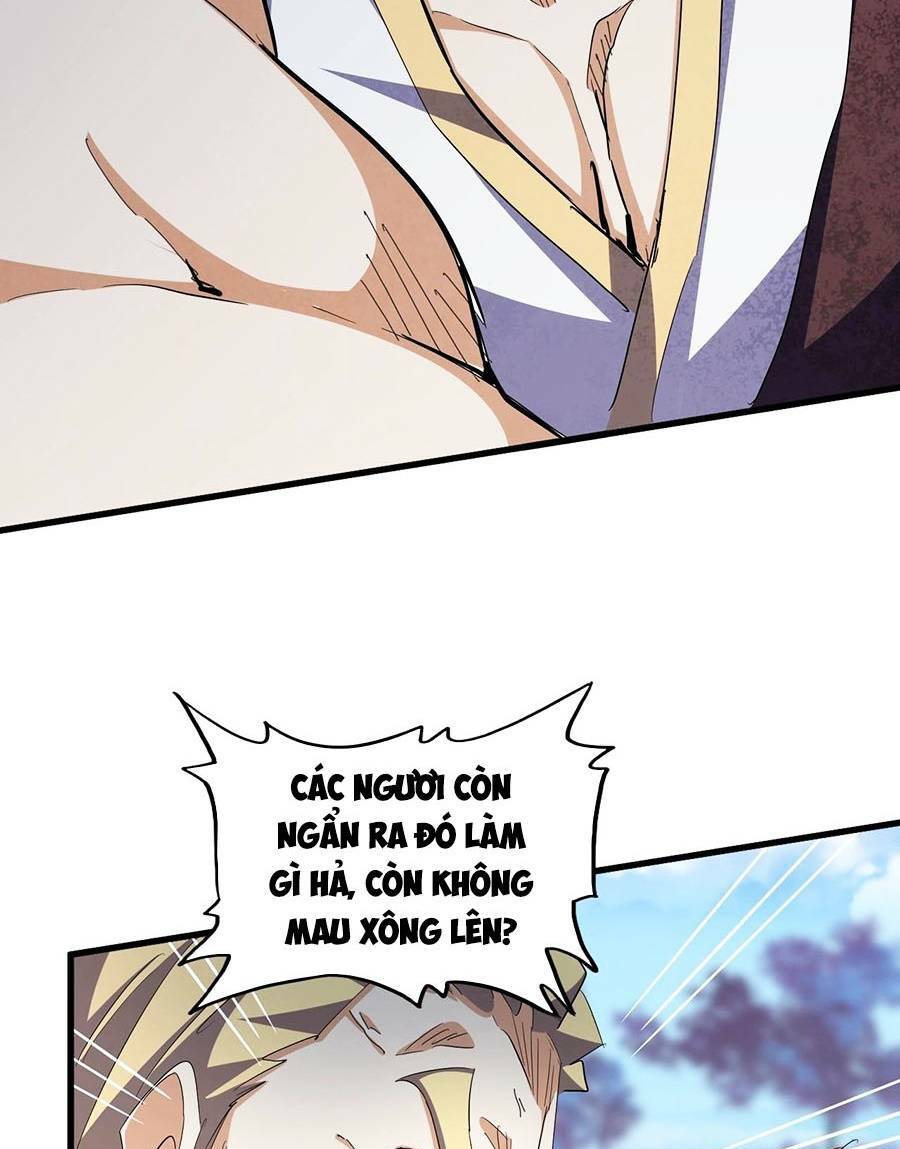 CÁC NGƯƠI CÒN
NGẨN RA ĐÓ LÀM
GÌ HẢ, CÒN KHÔNG
MAU XÔNG LÊN?